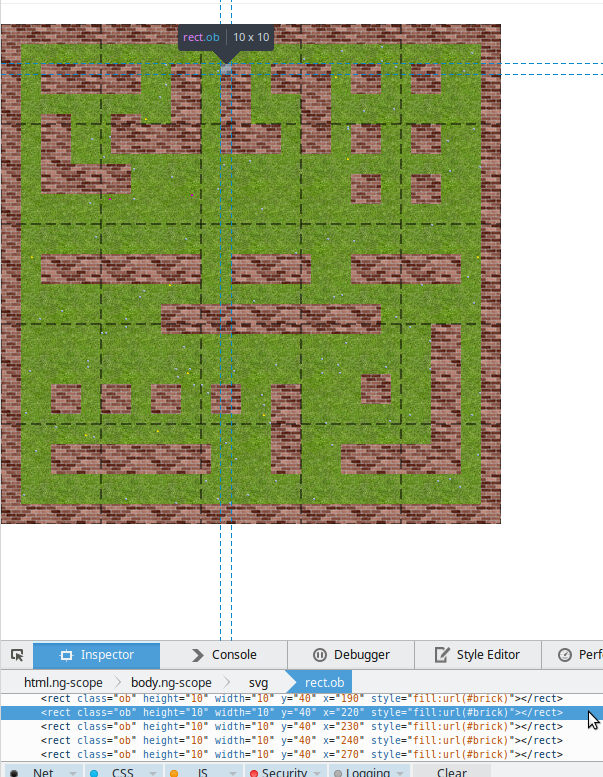 rect.ob 10 x 10
Inspector Console Debugger Style Editor Perf
html.ng-scope body.ng-scope svg rect.ob
<rect class="ob" height="10" width="10" y="40" x="190" style="fill:url(#brick)"></rect>
<rect class="ob" height="10" width="10" y="40" x="220" style="fill:url(#brick)"></rect>
<rect class="ob" height="10" width="10" y="40" x="230" style="fill:url(#brick)"></rect>
<rect class="ob" height="10" width="10" y="40" x="240" style="fill:url(#brick)"></rect>
<rect class="ob" height="10" width="10" y="40" x="270" style="fill:url(#brick)"></rect>
Net CSS JS Security Logging Clear